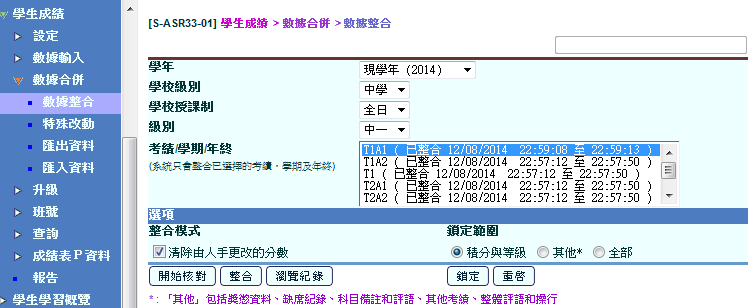 學生成績
設定
數據輸入
數據合併
數據整合
特殊改動
匯出資料
匯入資料
升級
班號
查詢
成績表P資料
報告
學生學習概覽
[S-ASR33-01] 學生成績 > 數據合併 > 數據整合
學年 現學年 (2014)
學校級別 中學
學校授課制 全日
級別 中一
考績/學期/年終
(系統只會整合已選擇的考績, 學期及年終)
T1A1 ( 已整合 12/08/2014 22:59:08 至 22:59:13 )
T1A2 ( 已整合 12/08/2014 22:57:12 至 22:57:50 )
T1 ( 已整合 12/08/2014 22:57:12 至 22:57:50 )
T2A1 ( 已整合 12/08/2014 22:57:12 至 22:57:50 )
T2A2 ( 已整合 12/08/2014 22:57:12 至 22:57:50 )
選項
整合模式 鎖定範圍
清除由人手更改的分數 積分與等級 其他* 全部
開始核對 整合 瀏覽紀錄 鎖定 重啓
*: 「其他」包括獎懲資料、缺席紀錄、科目備註和評語、其他考績、整體評語和操行